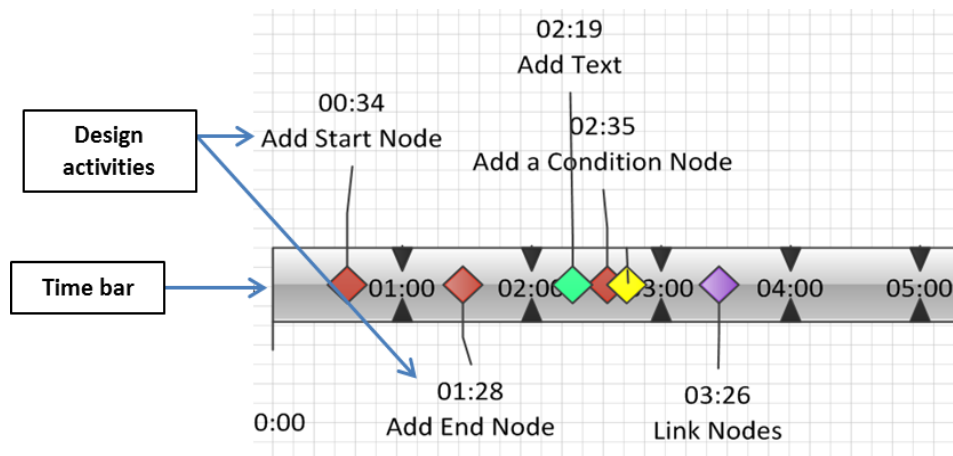 02:19
Add Text
00:34
Add Start Node
02:35
Add a Condition Node
Design
activities
Time bar
01:00
02:00
03:00
04:00
05:00
01:28
Add End Node
03:26
Link Nodes
0:00